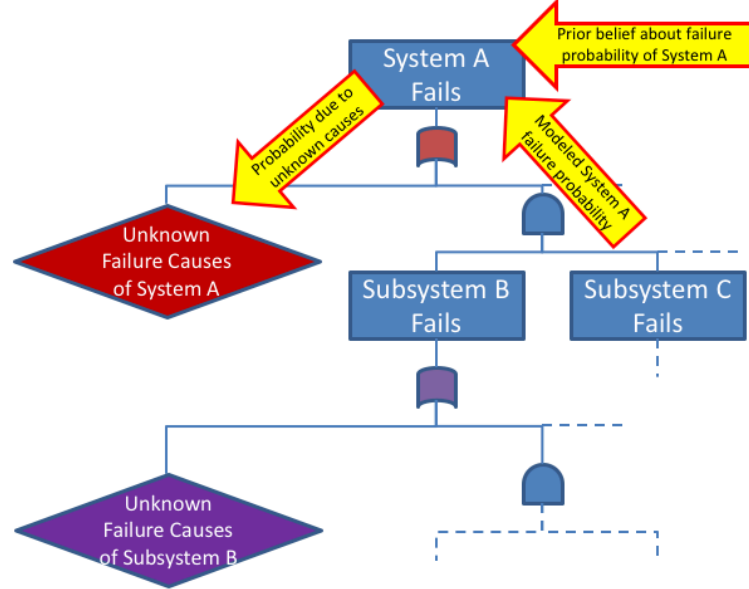 Prior belief about failure
probability of System A
System A
Fails
Probability due to
unknown causes
Modeled System A
failure probability
Unknown
Failure Causes
of System A
Subsystem B
Fails
Subsystem C
Fails
Unknown
Failure Causes
of Subsystem B